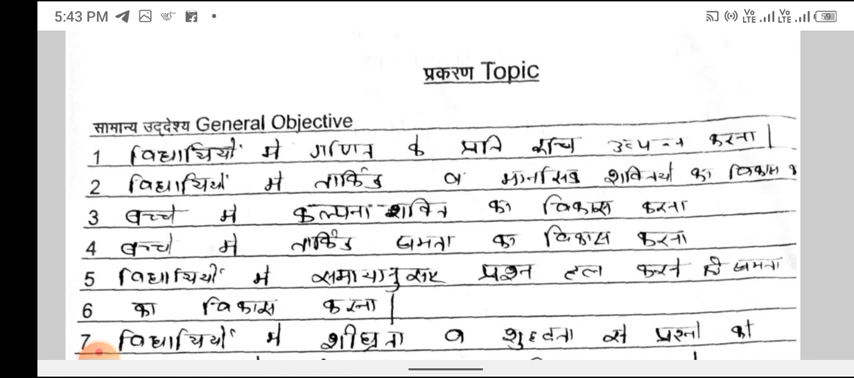 5:43 PM
प्रकरण Topic
सामान्य उद्देश्य General Objective
1 विद्यार्थियों में गणित के प्रति रूचि उत्पन्न करना।
2 विद्यार्थियों में तार्किक व मानसिक शक्तियों का विकास क
3 बच्चे में कल्पना शक्ति का विकास करना
4 बच्चे में तार्किक क्षमता का विकास करना
5 विद्यार्थियों में समयानुसार प्रश्न हल करने की क्षमता
6 का विकास करना।
7 विद्यार्थियों में शीघ्रता व शुद्धता से प्रश्नों को